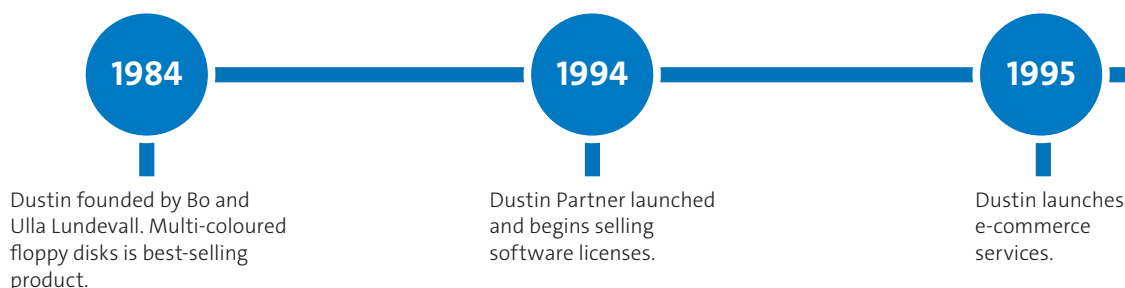 1984
1994
1995
Dustin founded by Bo and
Ulla Lundevall. Multi-coloured
floppy disks is best-selling
product.
Dustin Partner launched
and begins selling
software licenses.
Dustin launches
e-commerce
services.